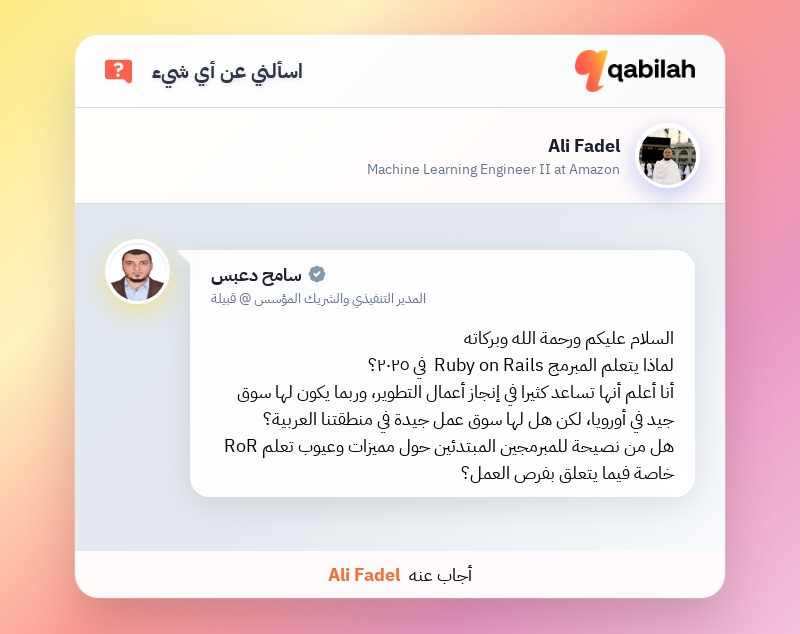 qabilah
اسألني عن أي شيء
Ali Fadel
Machine Learning Engineer II at Amazon
سامح دعبس
المدير التنفيذي والشريك المؤسس @ قبيلة
السلام عليكم ورحمة الله وبركاته
لماذا يتعلم المبرمج Ruby on Rails في ٢٠٢٥؟
أنا أعلم أنها تساعد كثيرا في إنجاز أعمال التطوير، وربما يكون لها سوق
جيد في أوروبا، لكن هل لها سوق عمل جيدة في منطقتنا العربية؟
هل من نصيحة للمبرمجين المبتدئين حول مميزات وعيوب تعلم RoR
خاصة فيما يتعلق بفرص العمل؟
أجاب عنه Ali Fadel